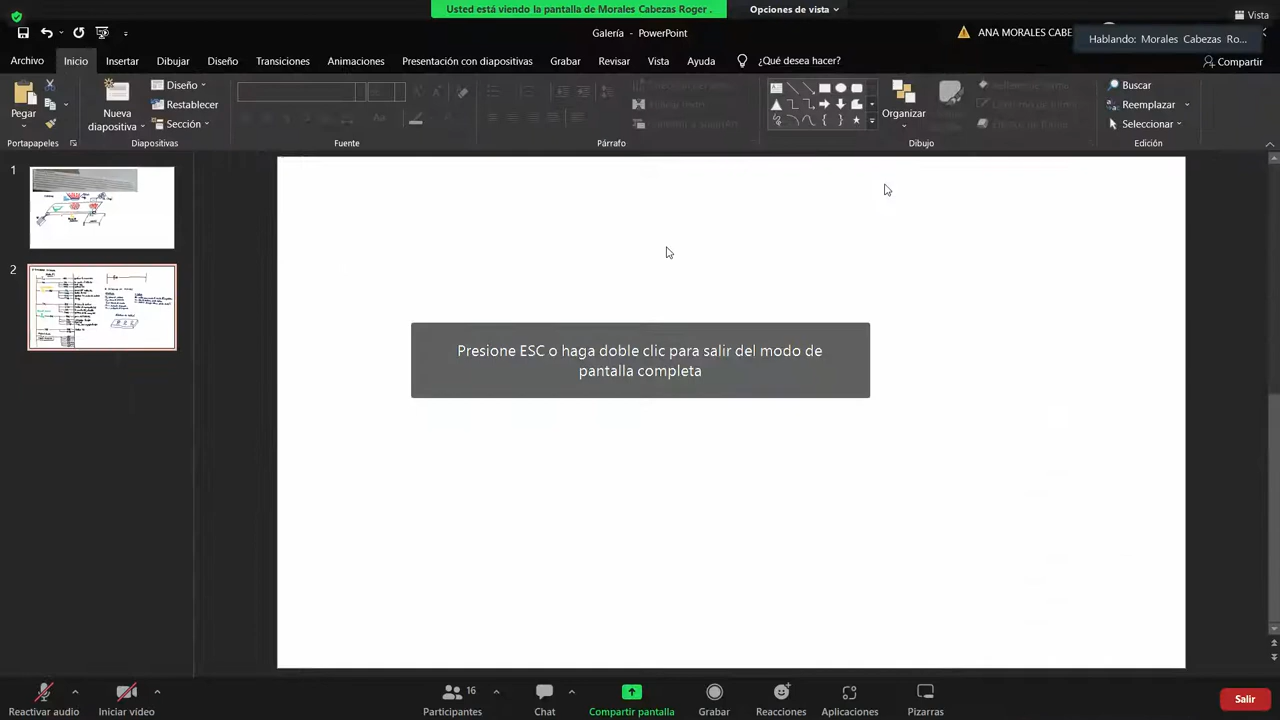 Usted está viendo la pantalla de Morales Cabezas Roger .
Opciones de vista
Vista
Galería - PowerPoint
ANA MORALES CABE
Hablando: Morales Cabezas Ro...
Archivo
Inicio
Insertar
Dibujar
Diseño
Transiciones
Animaciones
Presentación con diapositivas
Grabar
Revisar
Vista
Ayuda
¿Qué desea hacer?
Compartir
Pegar
Nueva
diapositiva
Diseño
Restablecer
Sección
Organizar
Buscar
Reemplazar
Seleccionar
Portapapeles
Diapositivas
Fuente
Párrafo
Dibujo
Edición
1
2
Presione ESC o haga doble clic para salir del modo de
pantalla completa
Reactivar audio
Iniciar video
16
Participantes
Chat
Compartir pantalla
Grabar
Reacciones
Aplicaciones
Pizarras
Salir